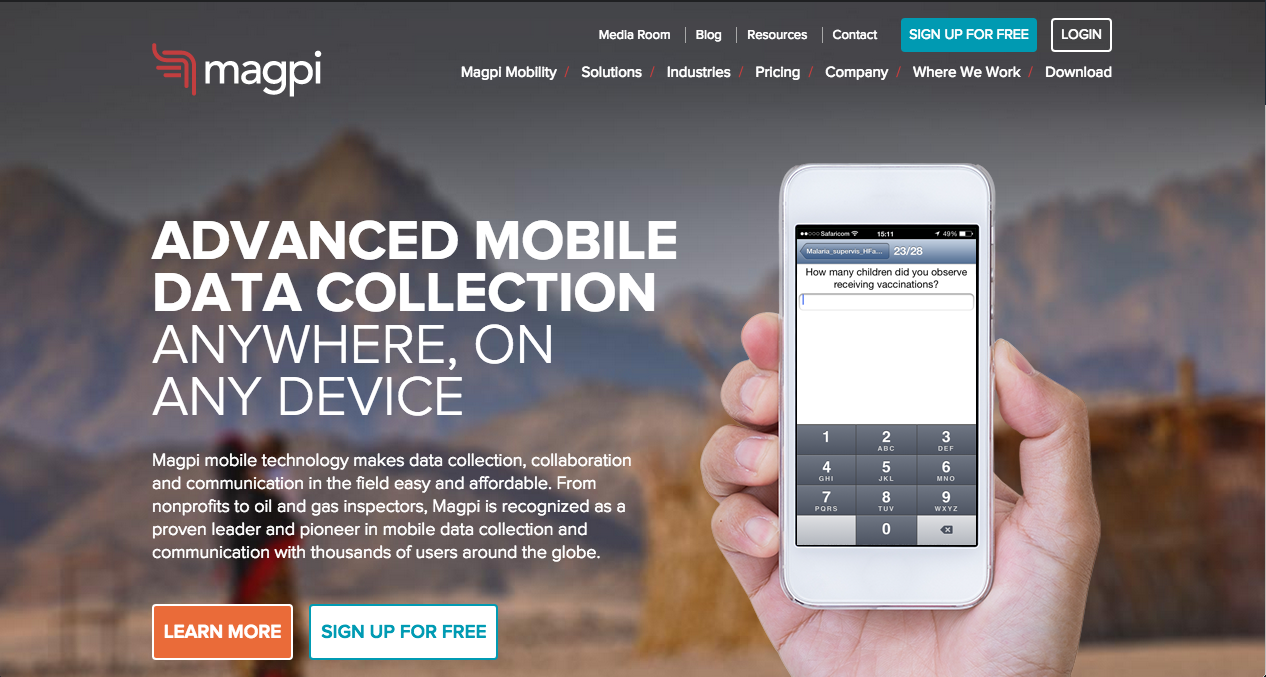 Media Room
Blog
Resources
Contact
SIGN UP FOR FREE
LOGIN
magpi
Magpi Mobility / Solutions / Industries / Pricing / Company / Where We Work / Download
ADVANCED MOBILE
DATA COLLECTION
ANYWHERE, ON
ANY DEVICE
Magpi mobile technology makes data collection, collaboration
and communication in the field easy and affordable. From
nonprofits to oil and gas inspectors, Magpi is recognized as a
proven leader and pioneer in mobile data collection and
communication with thousands of users around the globe.
LEARN MORE
SIGN UP FOR FREE
Safaricom 15:11 49%
Malaria_supervis_HFa... 23/28
How many children did you observe
receiving vaccinations?
1 2 3
ABC DEF
4 5 6
GHI JKL MNO
7 8 9
PQRS TUV WXYZ
0